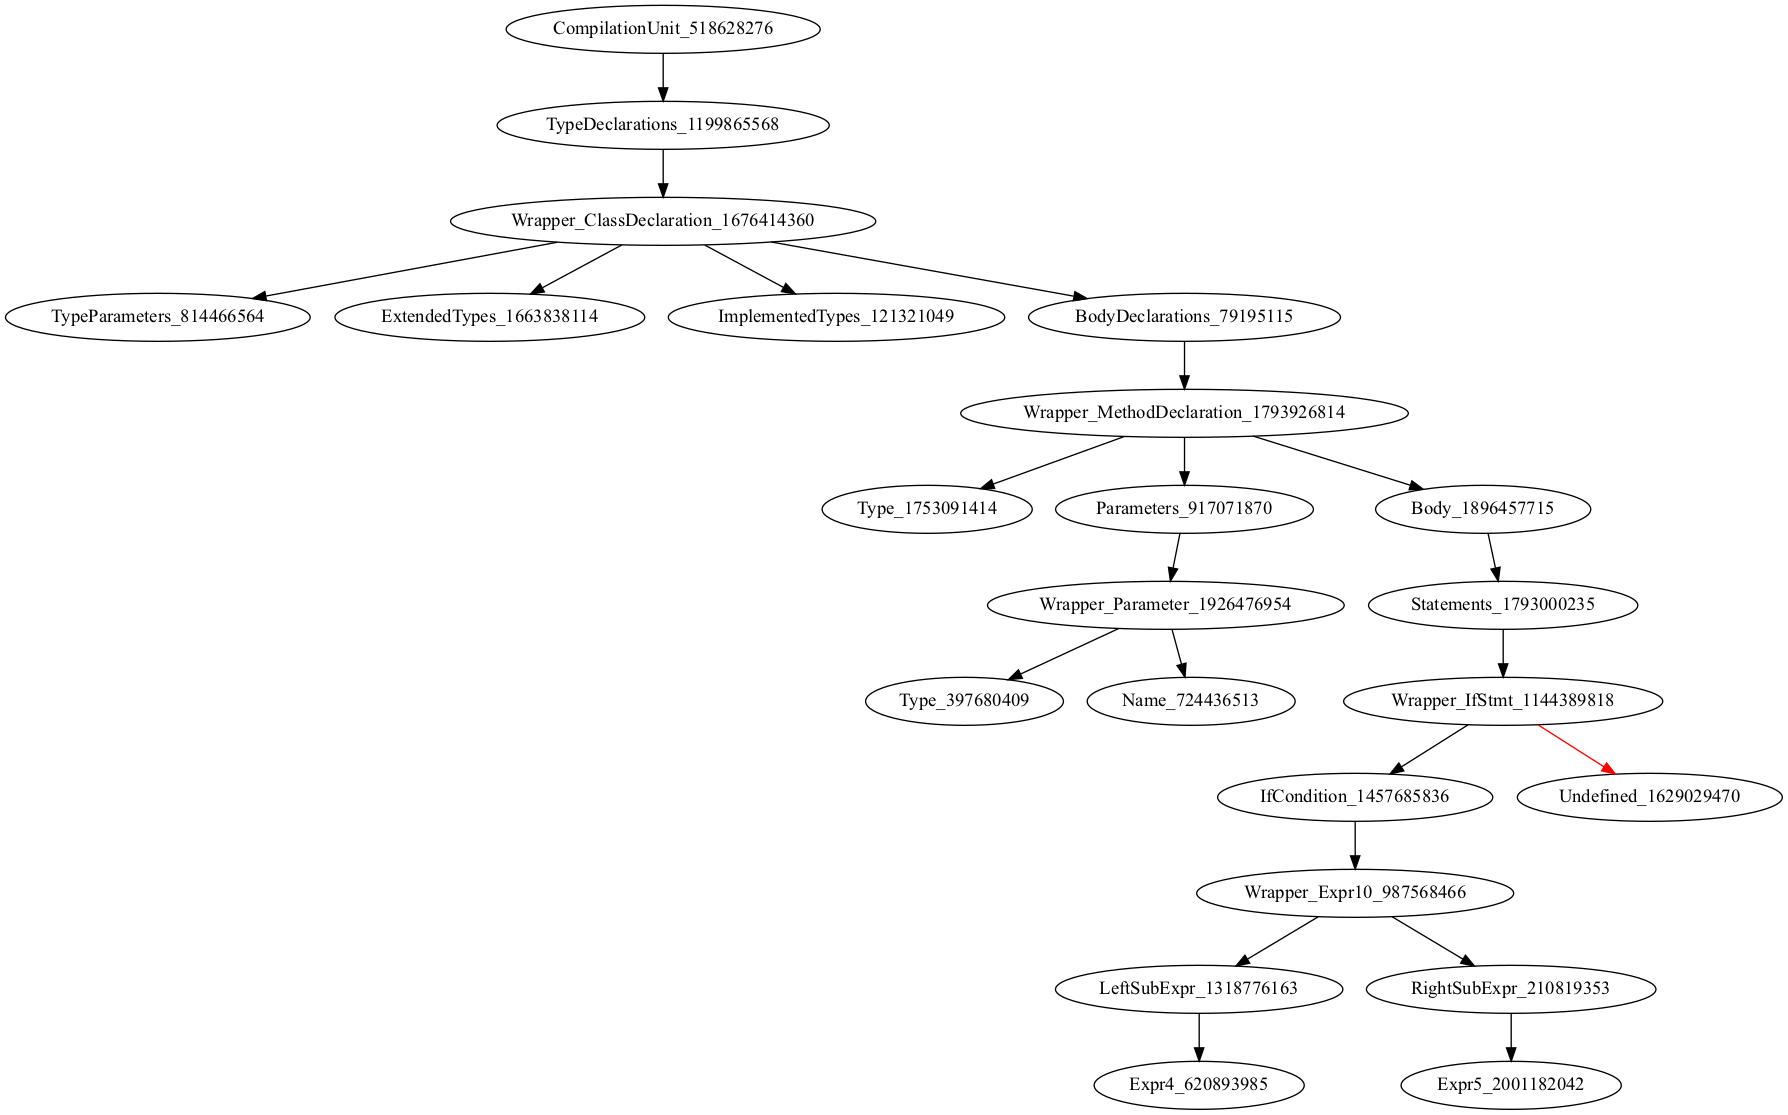 CompilationUnit_518628276
TypeDeclarations_1199865568
Wrapper_ClassDeclaration_1676414360
TypeParameters_814466564
ExtendedTypes_1663838114
ImplementedTypes_121321049
BodyDeclarations_79195115
Wrapper_MethodDeclaration_1793926814
Type_1753091414
Parameters_917071870
Body_1896457715
Wrapper_Parameter_1926476954
Statements_1793000235
Type_397680409
Name_724436513
Wrapper_IfStmt_1144389818
IfCondition_1457685836
Undefined_1629029470
Wrapper_Expr10_987568466
LeftSubExpr_1318776163
RightSubExpr_210819353
Expr4_620893985
Expr5_2001182042